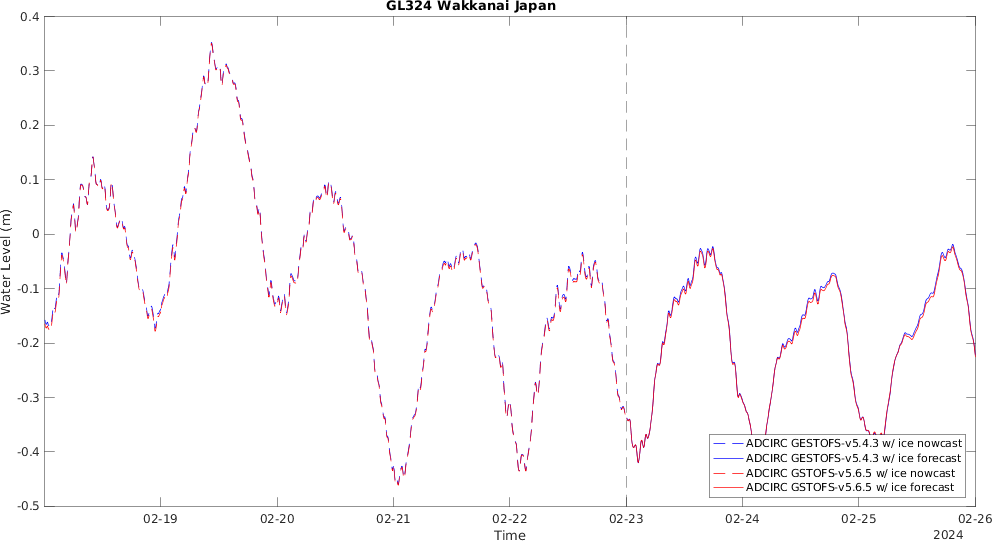 GL324 Wakkanai Japan
0.4
0.3
0.2
0.1
0
-0.1
-0.2
-0.3
-0.4
-0.5
Water Level (m)
ADCIRC GESTOFS-v5.4.3 w/ ice nowcast
ADCIRC GESTOFS-v5.4.3 w/ ice forecast
ADCIRC GSTOFS-v5.6.5 w/ ice nowcast
ADCIRC GSTOFS-v5.6.5 w/ ice forecast
02-19 02-20 02-21 02-22 02-23 02-24 02-25 02-26
Time
2024